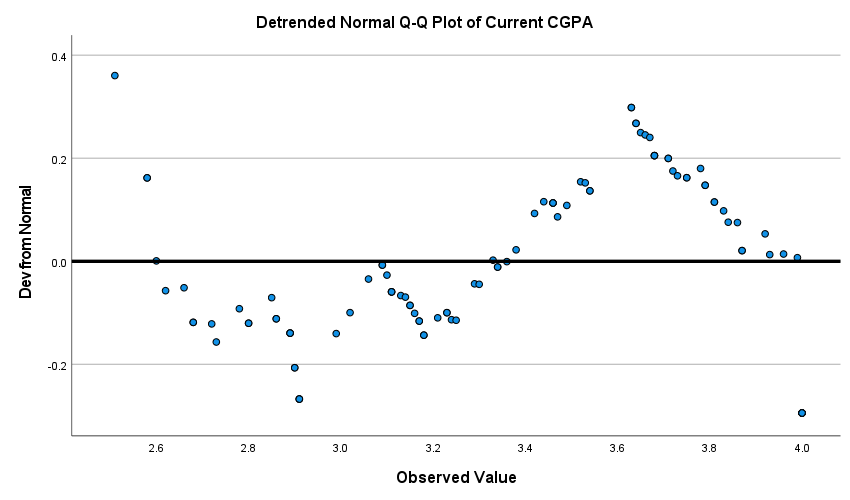 Detrended Normal Q-Q Plot of Current CGPA
0.4
0.2
0.0
-0.2
Dev from Normal
2.6 2.8 3.0 3.2 3.4 3.6 3.8 4.0
Observed Value